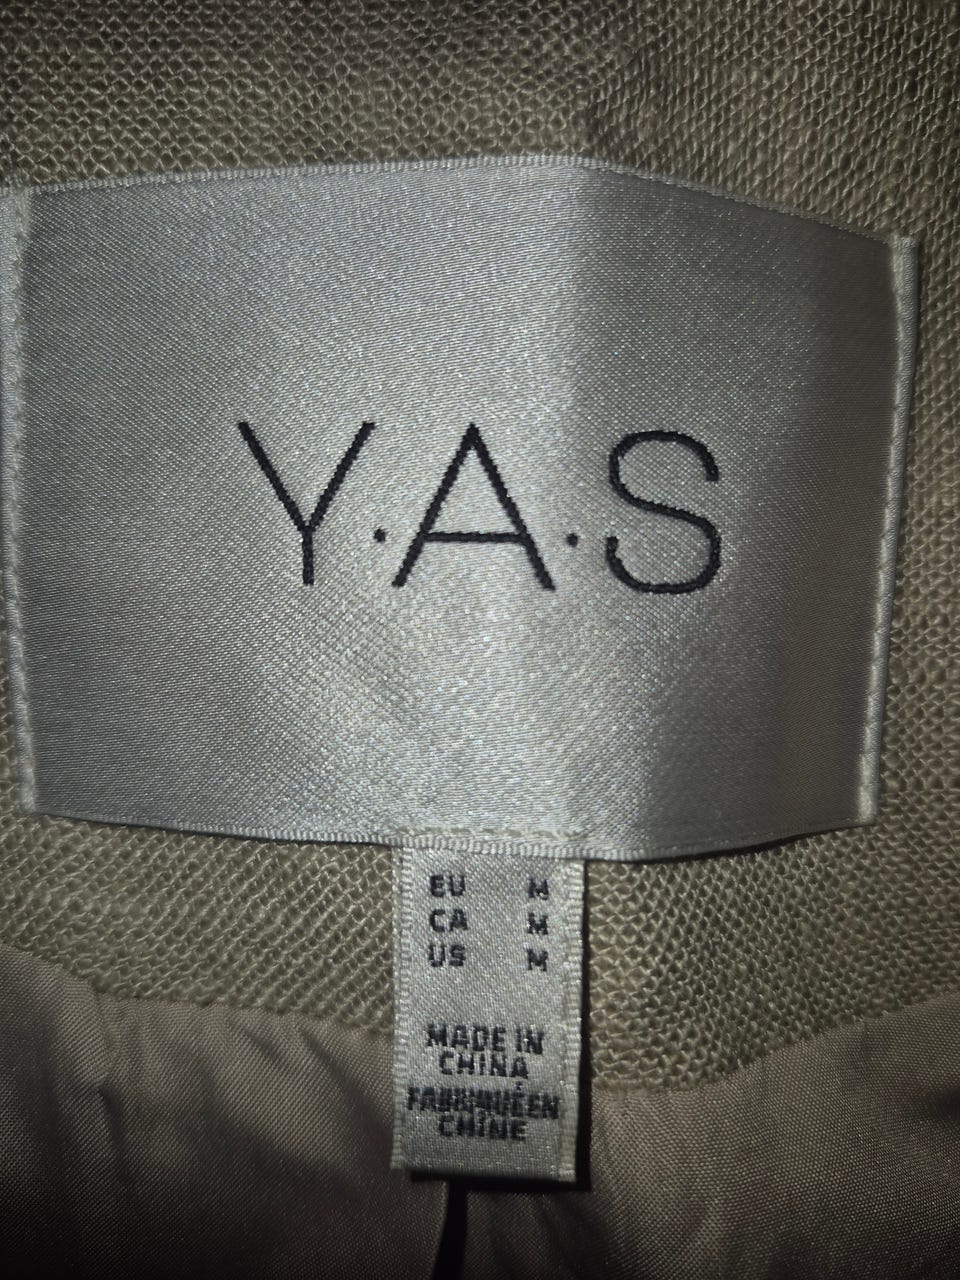 Y·A·S
EU M
CA M
US M
MADE IN
CHINA
FABRIQUÉ EN
CHINE